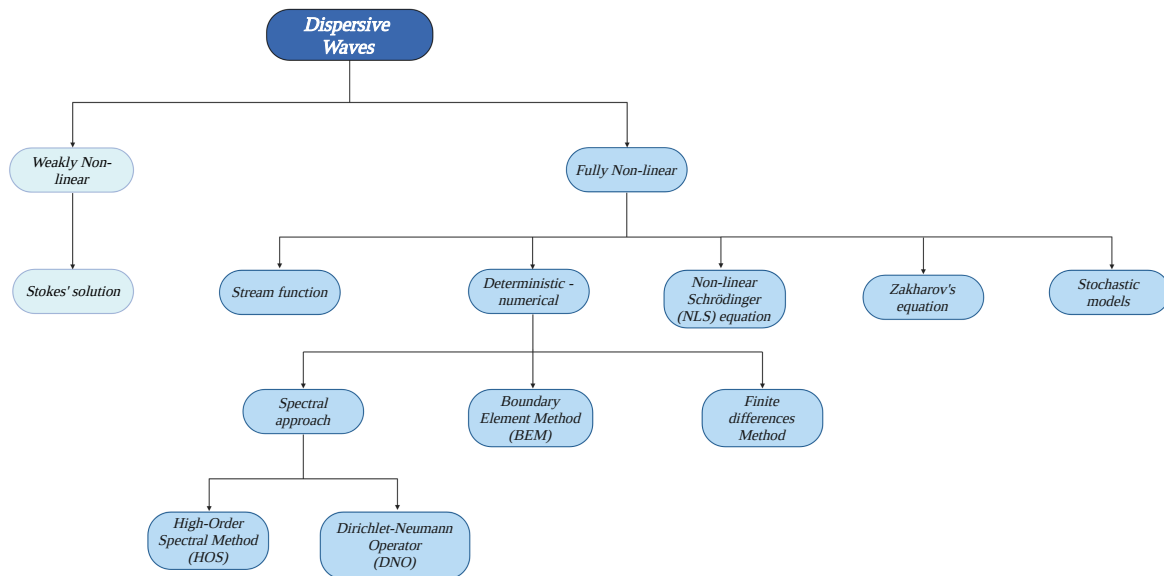 Dispersive
Waves
Weakly Non-
linear
Fully Non-linear
Stokes' solution
Stream function
Deterministic -
numerical
Non-linear
Schrödinger
(NLS) equation
Zakharov's
equation
Stochastic
models
Spectral
approach
Boundary
Element Method
(BEM)
Finite
differences
Method
High-Order
Spectral Method
(HOS)
Dirichlet-Neumann
Operator
(DNO)